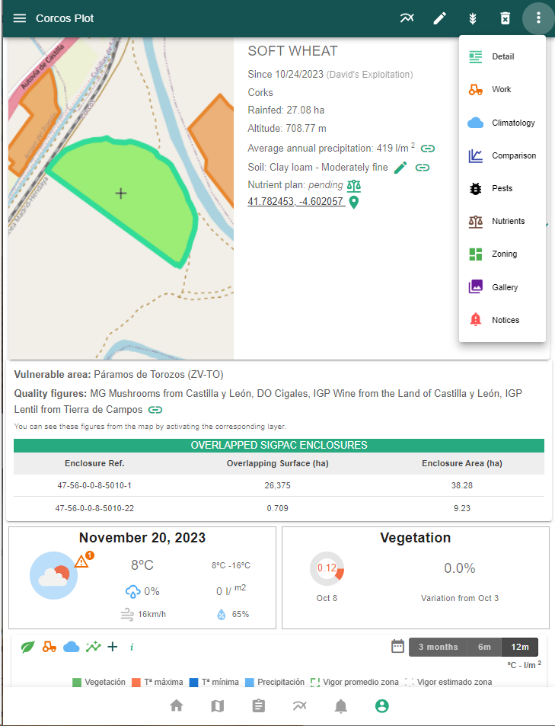 Corcos Plot
Autovía de Castilla
SOFT WHEAT
Since 10/24/2023 (David's Exploitation)
Corks
Rainfed: 27.08 ha
Altitude: 708.77 m
Average annual precipitation: 419 l/m 2
Soil: Clay loam - Moderately fine
Nutrient plan: pending
41.782453, -4.602057
Detail
Work
Climatology
Comparison
Pests
Nutrients
Zoning
Gallery
Notices
Vulnerable area: Páramos de Torozos (ZV-TO)
Quality figures: MG Mushrooms from Castilla y León, DO Cigales, IGP Wine from the Land of Castilla y León, IGP
Lentil from Tierra de Campos
You can see these figures from the map by activating the corresponding layer.
OVERLAPPED SIGPAC ENCLOSURES
Enclosure Ref. Overlapping Surface (ha) Enclosure Area (ha)
47-56-0-0-8-5010-1 26,375 38.28
47-56-0-0-8-5010-22 0.709 9.23
November 20, 2023
1
8ºC 8ºC -16ºC
0% 0 l/ m2
16km/h 65%
Vegetation
0.12 0.0%
Oct 8 Variation from Oct 3
3 months 6m 12m
ºC - l/m 2
Vegetación Tª máxima Tª mínima Precipitación Vigor promedio zona Vigor estimado zona